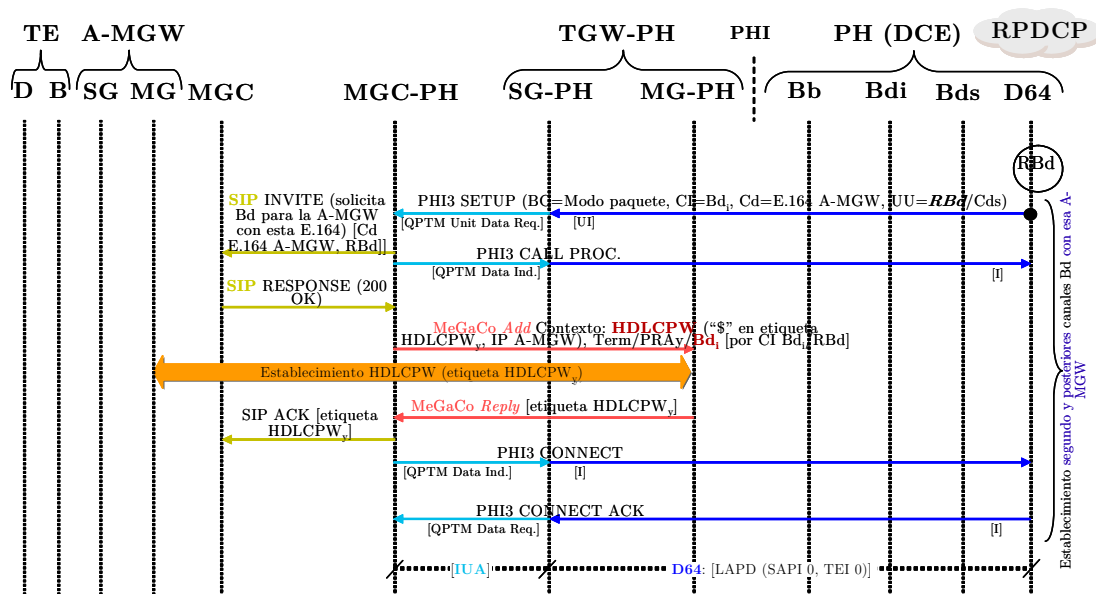 TE A-MGW TGW-PH PHI PH (DCE) RPDCP
D B SG MG MGC MGC-PH SG-PH MG-PH Bb Bdi Bds D64
RBd
SIP INVITE (solicita
Bd para la A-MGW
con esta E.164) [Cd
E.164 A-MGW, RBd]]
PHI3 SETUP (BC=Modo paquete, CI=Bdi, Cd=E.164 A-MGW, UU=RBd/Cds)
[QPTM Unit Data Req.] [UI]
PHI3 CALL PROC.
[QPTM Data Ind.] [I]
SIP RESPONSE (200
OK)
MeGaCo Add Contexto: HDLCPW (“$” en etiqueta
HDLCPWy, IP A-MGW), Term/PRAy/Bdi [por CI Bdi/RBd]
Establecimiento HDLCPW (etiqueta HDLCPWy)
MeGaCo Reply [etiqueta HDLCPWy]
SIP ACK [etiqueta
HDLCPWy]
PHI3 CONNECT
[QPTM Data Ind.] [I]
PHI3 CONNECT ACK
[QPTM Data Req.] [I]
[IUA] D64: [LAPD (SAPI 0, TEI 0)]
Establecimiento segundo y posteriores canales Bd con esa A-
MGW